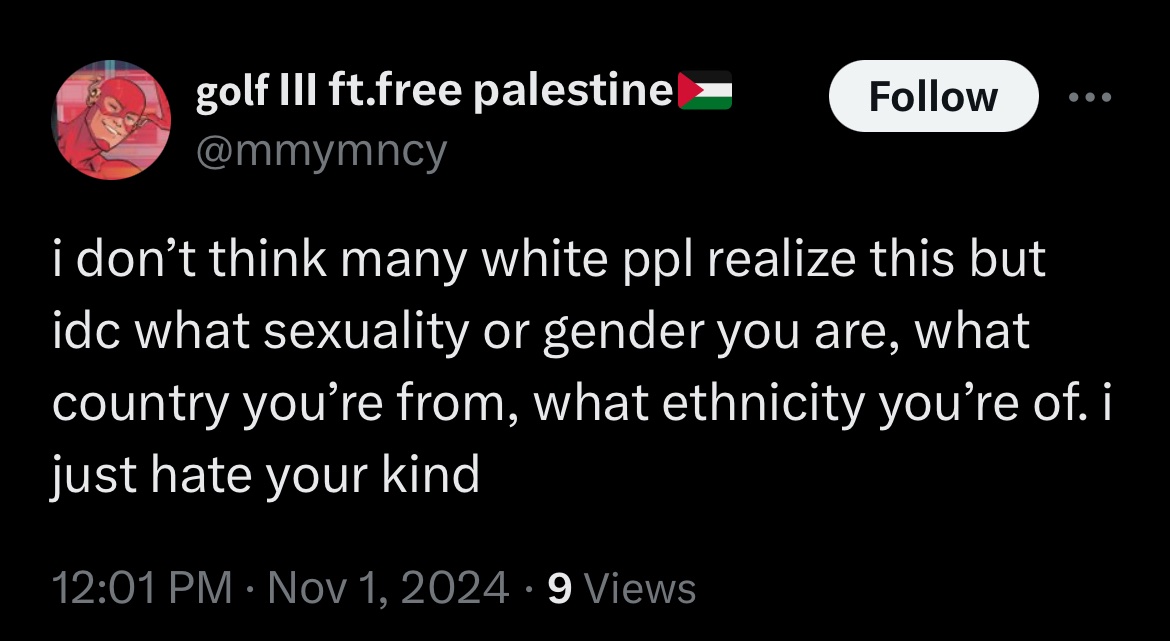 golf III ft.free palestine🇵🇸
Follow
@mmymncy
i don’t think many white ppl realize this but
idc what sexuality or gender you are, what
country you’re from, what ethnicity you’re of. i
just hate your kind
12:01 PM · Nov 1, 2024 · 9 Views